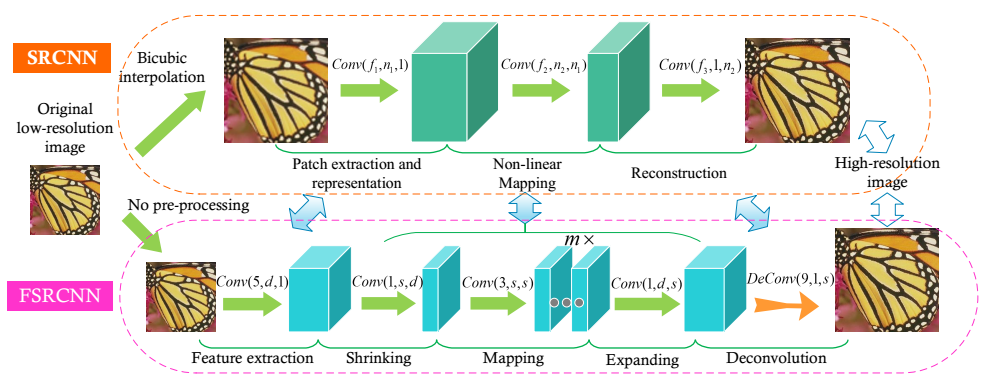 SRCNN
Bicubic
interpolation
Original
low-resolution
image
Conv(f₁,n₁,1)
Conv(f₂,n₂,n₁)
Conv(f₃,1,n₂)
Patch extraction and
representation
Non-linear
Mapping
Reconstruction
High-resolution
image
No pre-processing
FSRCNN
m ×
Conv(5,d,1)
Conv(1,s,d)
Conv(3,s,s)
Conv(1,d,s)
DeConv(9,1,s)
Feature extraction
Shrinking
Mapping
Expanding
Deconvolution